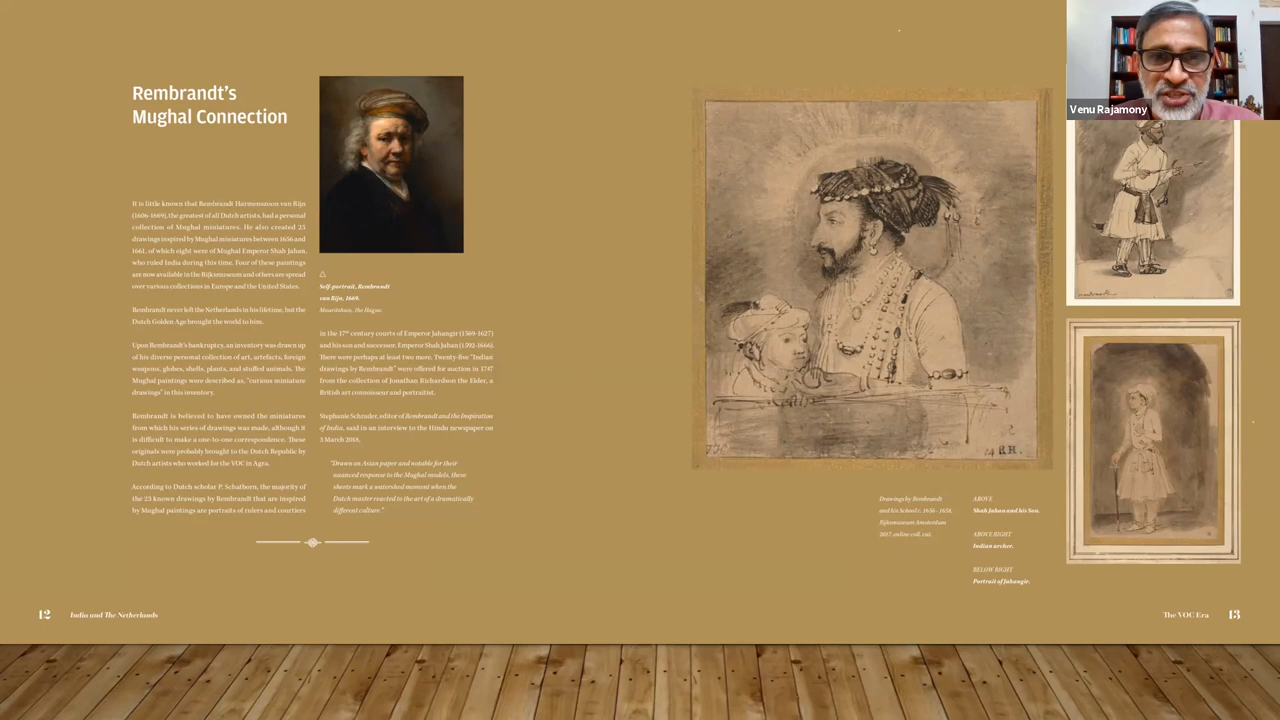 Rembrandt's
Mughal Connection
It is little known that Rembrandt Harmenszoon van Rijn
(1606-1669), the greatest of all Dutch artists, had a personal
collection of Mughal miniatures. He also created 23
drawings inspired by Mughal miniatures between 1656 and
1661, of which eight were of Mughal Emperor Shah Jahan,
who ruled India during this time. Four of these paintings
are now available in the Rijksmuseum and others are spread
over various collections in Europe and the United States.
Rembrandt never left the Netherlands in his lifetime, but the
Dutch Golden Age brought the world to him.
Upon Rembrandt's bankruptcy, an inventory was drawn up
of his diverse personal collection of art, artefacts, foreign
weapons, globes, shells, plants, and stuffed animals. The
Mughal paintings were described as, "curious miniature
drawings" in this inventory.
Rembrandt is believed to have owned the miniatures
from which his series of drawings was made, although it
is difficult to make a one-to-one correspondence. These
originals were probably brought to the Dutch Republic by
Dutch artists who worked for the VOC in Agra.
According to Dutch scholar P. Schatborn, the majority of
the 23 known drawings by Rembrandt that are inspired
by Mughal paintings are portraits of rulers and courtiers
Self-portrait, Rembrandt
van Rijn, 1669.
Mauritshuis, the Hague.
in the 17th century courts of Emperor Jahangir (1569-1627)
and his son and successor, Emperor Shah Jahan (1592-1666).
There were perhaps at least two more. Twenty-five "Indian
drawings by Rembrandt" were offered for auction in 1747
from the collection of Jonathan Richardson the Elder, a
British art connoisseur and portraitist.
Stephanie Schrader, editor of Rembrandt and the Inspiration
of India, said in an interview to the Hindu newspaper on
3 March 2018,
"Drawn on Asian paper and notable for their
nuanced response to the Mughal models, these
sheets mark a watershed moment when the
Dutch master reacted to the art of a dramatically
different culture."
12
India and The Netherlands
Drawings by Rembrandt
and his School c. 1656 - 1658,
Rijksmuseum Amsterdam
2017, online coll. cat.
ABOVE
Shah Jahan and his Son.
ABOVE RIGHT
Indian archer.
BELOW RIGHT
Portrait of Jahangir.
The VOC Era
13
Venu Rajamony